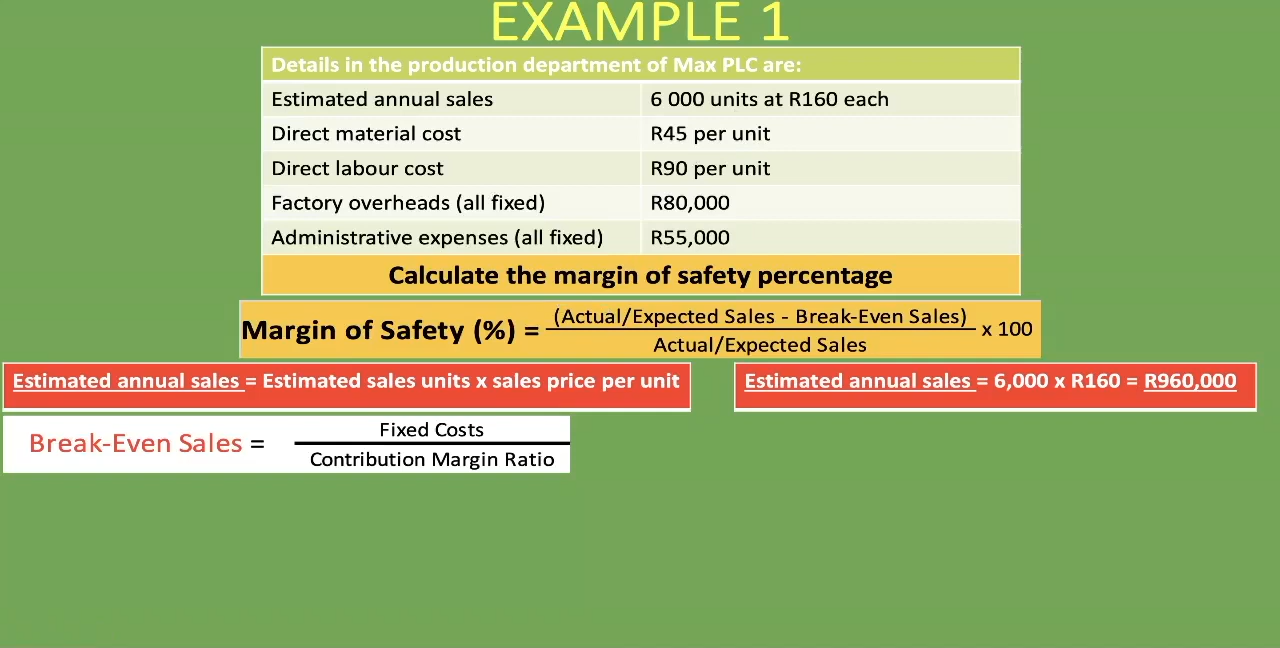 EXAMPLE 1
Details in the production department of Max PLC are:
Estimated annual sales 6 000 units at R160 each
Direct material cost R45 per unit
Direct labour cost R90 per unit
Factory overheads (all fixed) R80,000
Administrative expenses (all fixed) R55,000
Calculate the margin of safety percentage
(Actual/Expected Sales - Break-Even Sales)
Margin of Safety (%) = x 100
Actual/Expected Sales
Estimated annual sales = Estimated sales units x sales price per unit
Estimated annual sales = 6,000 x R160 = R960,000
Fixed Costs
Break-Even Sales =
Contribution Margin Ratio